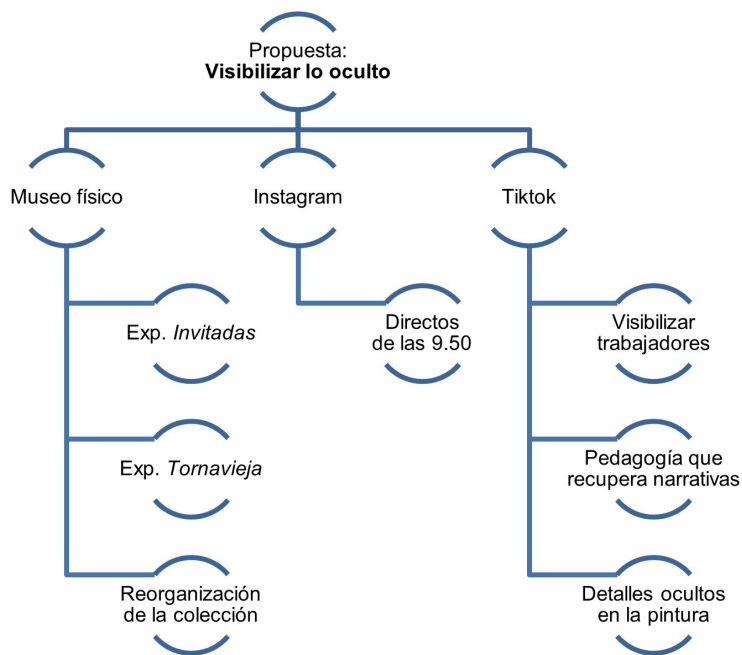 Propuesta:
Visibilizar lo oculto
Museo físico
Instagram
Tiktok
Exp. Invitadas
Directos
de las 9.50
Visibilizar
trabajadores
Exp. Tornavieja
Pedagogía que
recupera narrativas
Reorganización
de la colección
Detalles ocultos
en la pintura